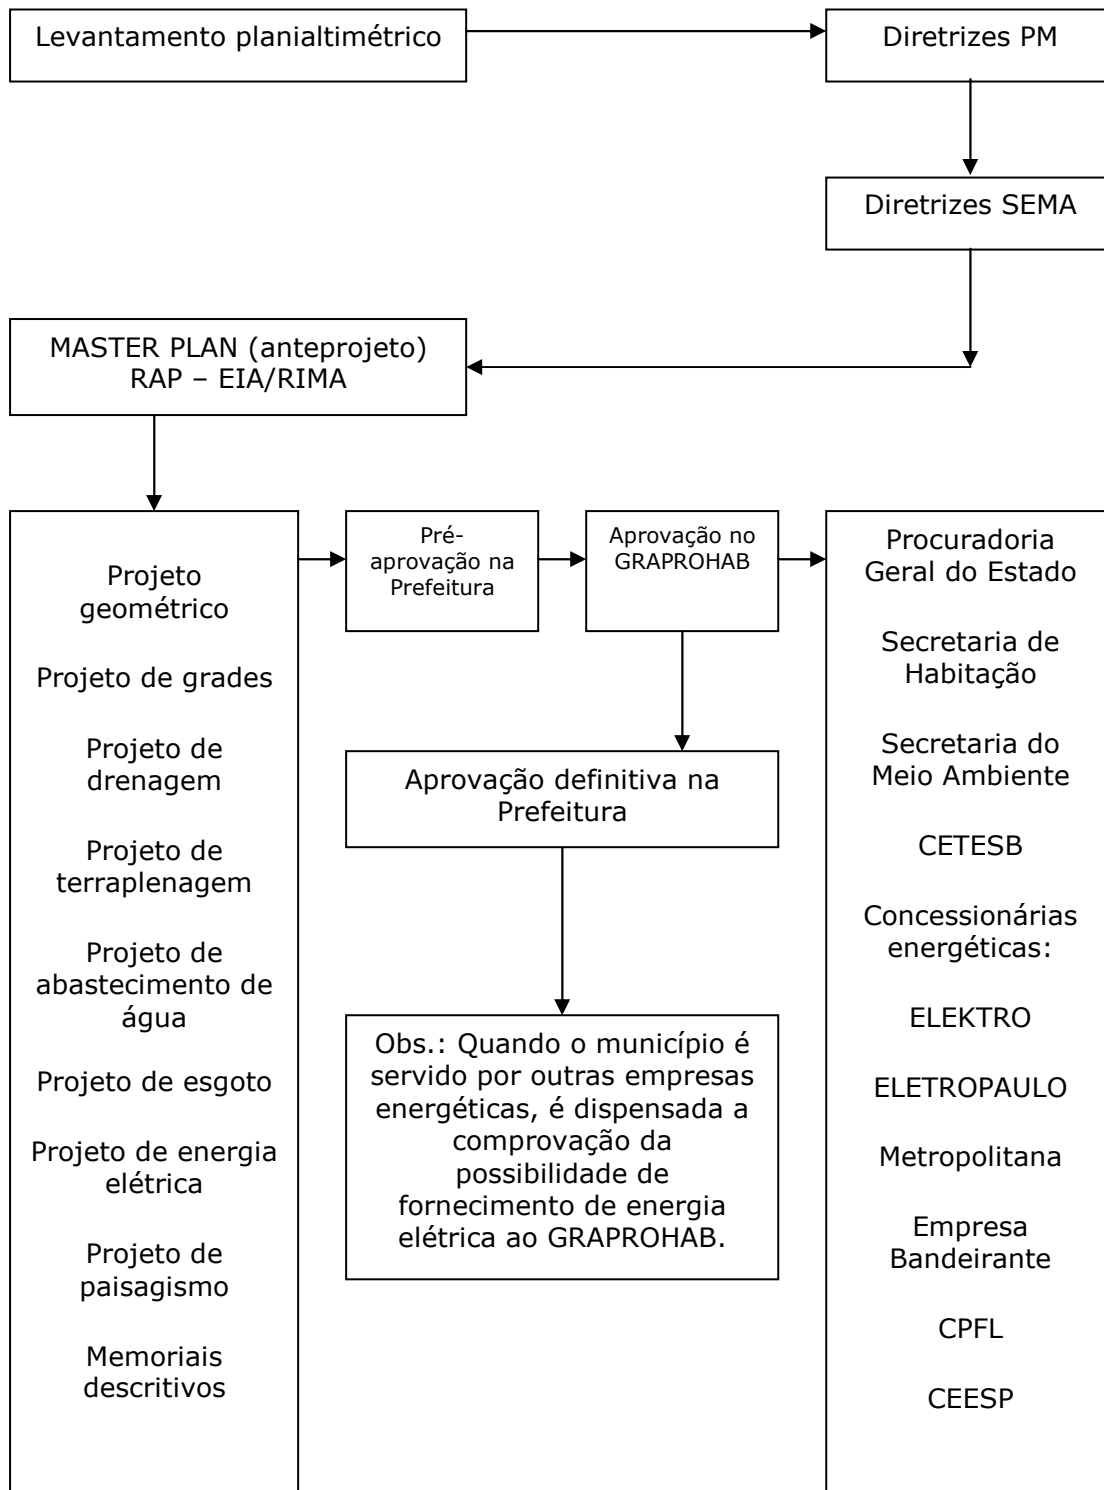 Levantamento planialtimétrico
Diretrizes PM
Diretrizes SEMA
MASTER PLAN (anteprojeto)
RAP – EIA/RIMA
Projeto
geométrico
Projeto de grades
Projeto de
drenagem
Projeto de
terraplenagem
Projeto de
abastecimento de
água
Projeto de esgoto
Projeto de energia
elétrica
Projeto de
paisagismo
Memoriais
descritivos
Pré-
aprovação na
Prefeitura
Aprovação no
GRAPROHAB
Aprovação definitiva na
Prefeitura
Obs.: Quando o município é
servido por outras empresas
energéticas, é dispensada a
comprovação da
possibilidade de
fornecimento de energia
elétrica ao GRAPROHAB.
Procuradoria
Geral do Estado
Secretaria de
Habitação
Secretaria do
Meio Ambiente
CETESB
Concessionárias
energéticas:
ELEKTRO
ELETROPAULO
Metropolitana
Empresa
Bandeirante
CPFL
CEESP